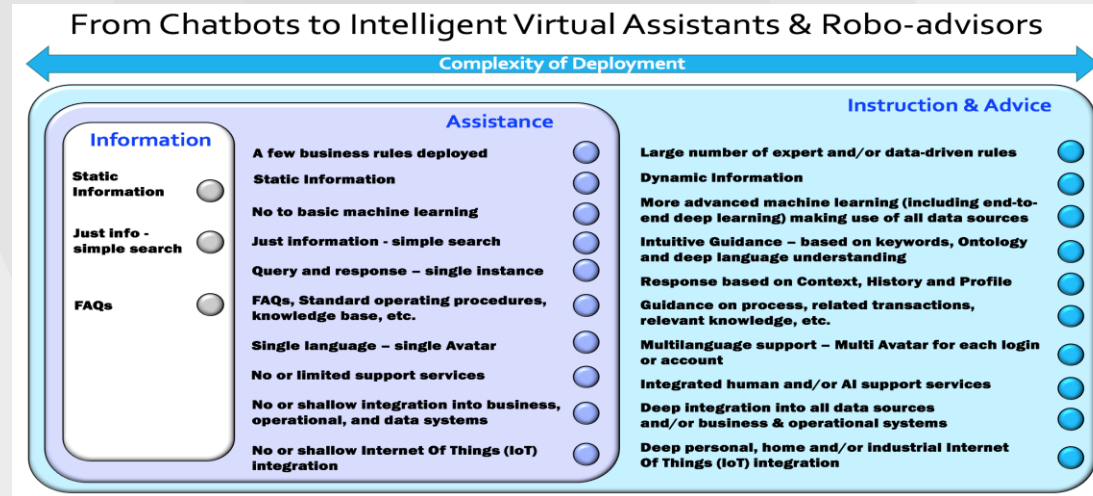 From Chatbots to Intelligent Virtual Assistants & Robo-advisors
Complexity of Deployment
Information
Static
Information
Just info -
simple search
FAQs
Assistance
A few business rules deployed
Static Information
No to basic machine learning
Just information - simple search
Query and response – single instance
FAQs, Standard operating procedures,
knowledge base, etc.
Single language – single Avatar
No or limited support services
No or shallow integration into business,
operational, and data systems
No or shallow Internet Of Things (IoT)
integration
Instruction & Advice
Large number of expert and/or data-driven rules
Dynamic Information
More advanced machine learning (including end-to-
end deep learning) making use of all data sources
Intuitive Guidance – based on keywords, Ontology
and deep language understanding
Response based on Context, History and Profile
Guidance on process, related transactions,
relevant knowledge, etc.
Multilanguage support – Multi Avatar for each login
or account
Integrated human and/or AI support services
Deep integration into all data sources
and/or business & operational systems
Deep personal, home and/or industrial Internet
Of Things (IoT) integration